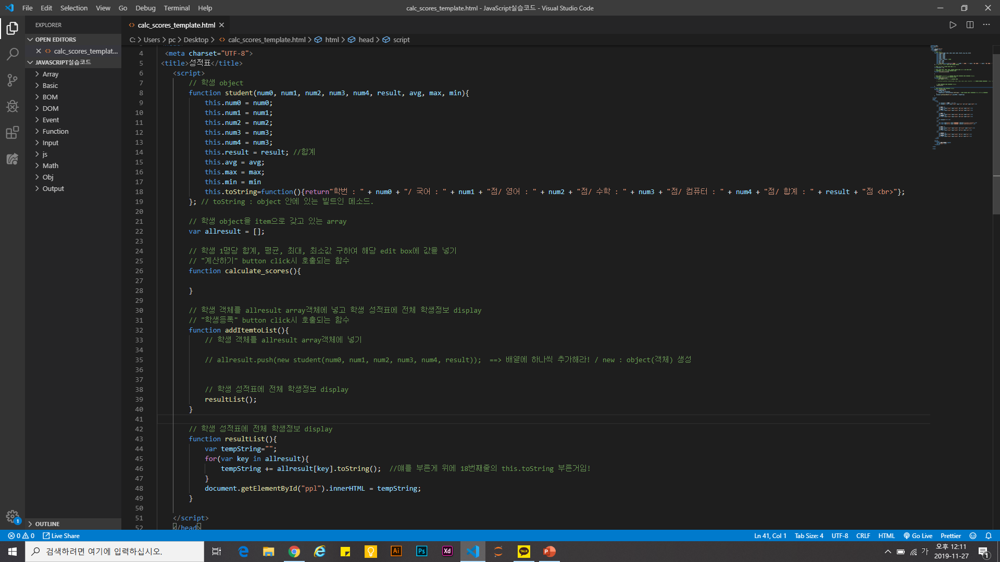 File Edit Selection View Go Debug Terminal Help
calc_scores_template.html - JavaScript실습코드 - Visual Studio Code
EXPLORER
OPEN EDITORS
calc_scores_templat...
JAVASCRIPT실습코드
Array
Basic
BOM
DOM
Event
Function
Input
js
Math
Obj
Output
OUTLINE
calc_scores_template.html
C: > Users > pc > Desktop > calc_scores_template.html > html > head > script
4 <meta charset="UTF-8">
5 <title>성적표</title>
6 <script>
7 // 학생 object
8 function student(num0, num1, num2, num3, num4, result, avg, max, min){
9 this.num0 = num0;
10 this.num1 = num1;
11 this.num2 = num2;
12 this.num3 = num3;
13 this.num4 = num3;
14 this.result = result; //합계
15 this.avg = avg;
16 this.max = max;
17 this.min = min
18 this.toString=function(){return"학번 : " + num0 + "/ 국어 : " + num1 + "점/ 영어 : " + num2 + "점/ 수학 : " + num3 + "점/ 컴퓨터 : " + num4 + "점/ 합계 : " + result + "점 <br>"};
19 }; // toString : object 안에 있는 빌트인 메소드.
20
21 // 학생 object을 item으로 갖고 있는 array
22 var allresult = [];
23
24 // 학생 1명당 합계, 평균, 최대, 최소값 구하여 해당 edit box에 값을 넣기
25 // "계산하기" button click시 호출되는 함수
26 function calculate_scores(){
27
28 }
29
30 // 학생 객체를 allresult array객체에 넣고 학생 성적표에 전체 학생정보 display
31 // "학생등록" button click시 호출되는 함수
32 function addItemtoList(){
33 // 학생 객체를 allresult array객체에 넣기
34
35 // allresult.push(new student(num0, num1, num2, num3, num4, result)); ==> 배열에 하나씩 추가해라! / new : object(객체) 생성
36
37
38 // 학생 성적표에 전체 학생정보 display
39 resultList();
40 }
41
42 // 학생 성적표에 전체 학생정보 display
43 function resultList(){
44 var tempString="";
45 for(var key in allresult){
46 tempString += allresult[key].toString(); //얘를 부른게 위에 18번째줄의 this.toString 부른거임!
47 }
48 document.getElementById("ppl").innerHTML = tempString;
49 }
50
51 </script>
52 </head>
1
0 0 Live Share
Ln 41, Col 1 Tab Size: 4 UTF-8 CRLF HTML Go Live Prettier
검색하려면 여기에 입력하십시오.
Ai
Ps
Xd
TALK
P
가
오후 12:11
2019-11-27
1